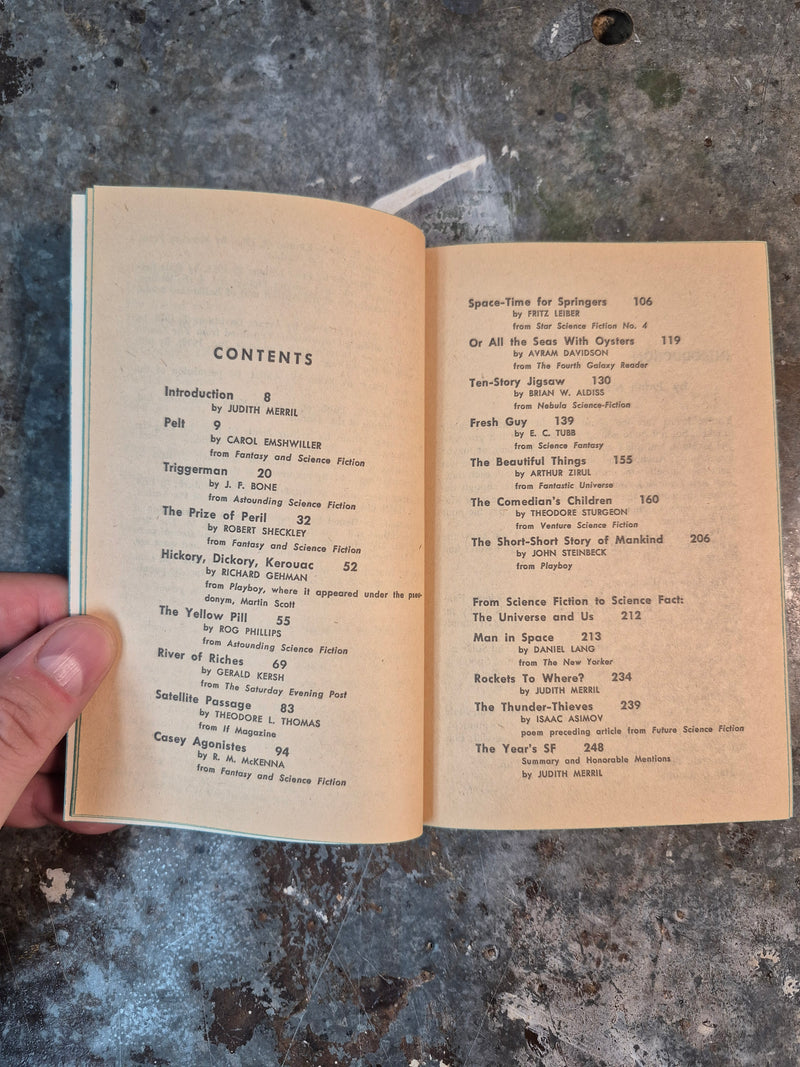 CONTENTS
Introduction 8
by JUDITH MERRIL
Pelt 9
by CAROL EMSHWILLER
from Fantasy and Science Fiction
Triggerman 20
by J. F. BONE
from Astounding Science Fiction
The Prize of Peril 32
by ROBERT SHECKLEY
from Fantasy and Science Fiction
Hickory, Dickory, Kerouac 52
by RICHARD GEHMAN
from Playboy, where it appeared under the pseu-
donym, Martin Scott
The Yellow Pill 55
by ROG PHILLIPS
from Astounding Science Fiction
River of Riches 69
by GERALD KERSH
from The Saturday Evening Post
Satellite Passage 83
by THEODORE L. THOMAS
from If Magazine
Casey Agonistes 94
by R. M. McKENNA
from Fantasy and Science Fiction
Space-Time for Springers 106
by FRITZ LEIBER
from Star Science Fiction No. 4
Or All the Seas With Oysters 119
by AVRAM DAVIDSON
from The Fourth Galaxy Reader
Ten-Story Jigsaw 130
by BRIAN W. ALDISS
from Nebula Science-Fiction
Fresh Guy 139
by E. C. TUBB
from Science Fantasy
The Beautiful Things 155
by ARTHUR ZIRUL
from Fantastic Universe
The Comedian's Children 160
by THEODORE STURGEON
from Venture Science Fiction
The Short-Short Story of Mankind 206
by JOHN STEINBECK
from Playboy
From Science Fiction to Science Fact:
The Universe and Us 212
Man in Space 213
by DANIEL LANG
from The New Yorker
Rockets To Where? 234
by JUDITH MERRIL
The Thunder-Thieves 239
by ISAAC ASIMOV
poem preceding article from Future Science Fiction
The Year's SF 248
Summary and Honorable Mentions
by JUDITH MERRIL